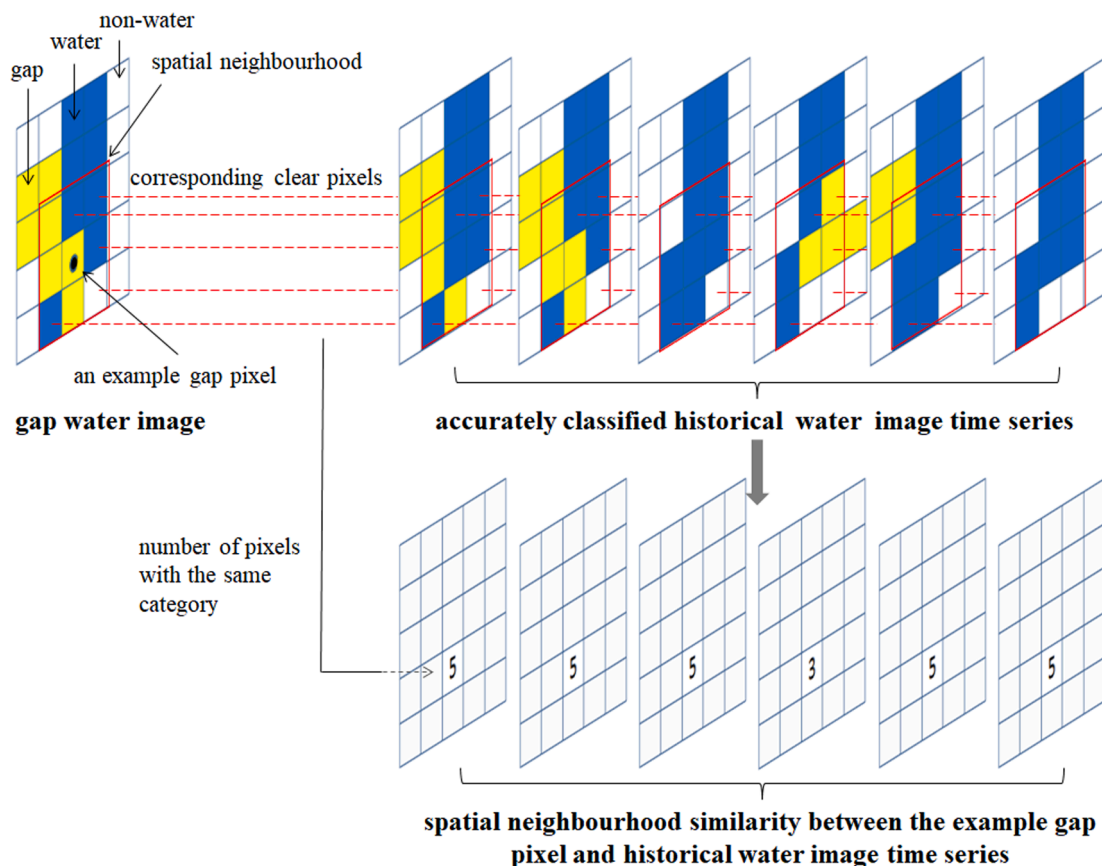 non-water
water
gap
spatial neighbourhood
corresponding clear pixels
an example gap pixel
gap water image
accurately classified historical water image time series
number of pixels
with the same
category
5
5
5
3
5
5
spatial neighbourhood similarity between the example gap
pixel and historical water image time series